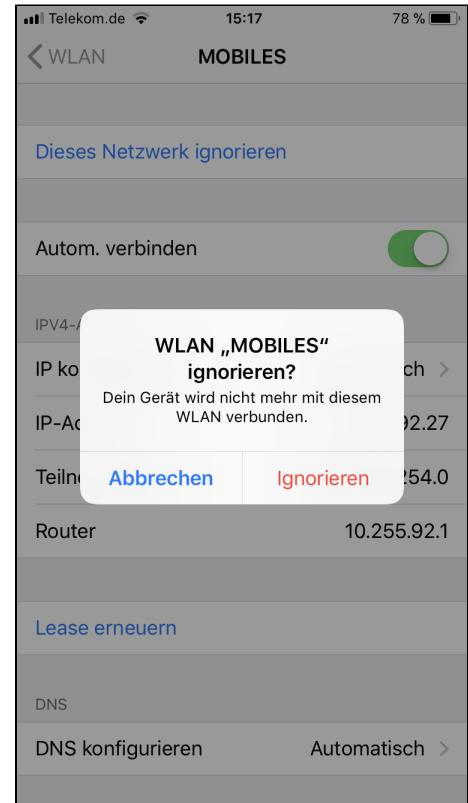 Telekom.de 15:17 78 %
WLAN MOBILES
Dieses Netzwerk ignorieren
Autom. verbinden
IPV4-A
WLAN „MOBILES“
ignorieren?
Dein Gerät wird nicht mehr mit diesem
WLAN verbunden.
Abbrechen Ignorieren
IP ko ch
IP-Ad 92.27
Teiln 254.0
Router 10.255.92.1
Lease erneuern
DNS
DNS konfigurieren Automatisch